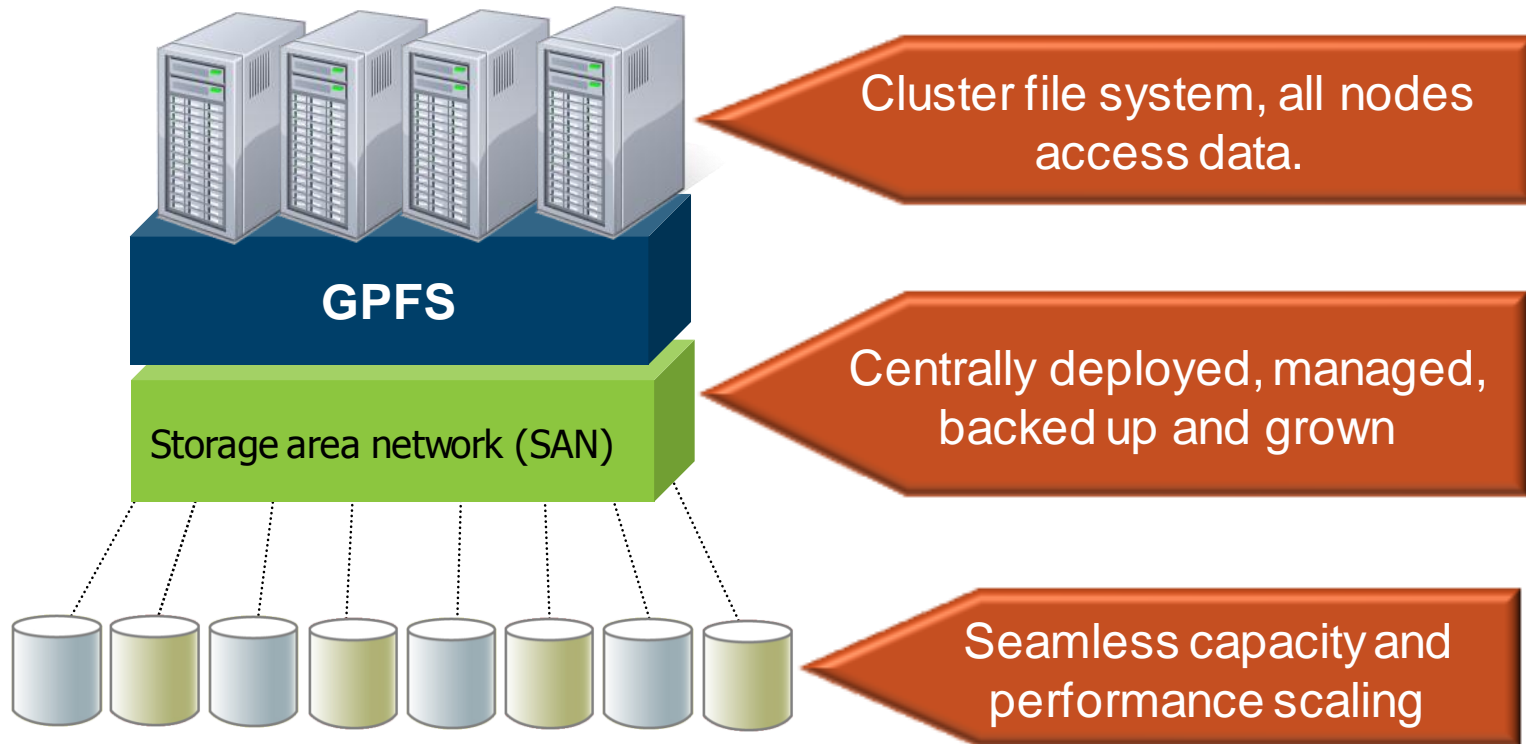 Cluster file system, all nodes
access data.
GPFS
Centrally deployed, managed,
backed up and grown
Storage area network (SAN)
Seamless capacity and
performance scaling